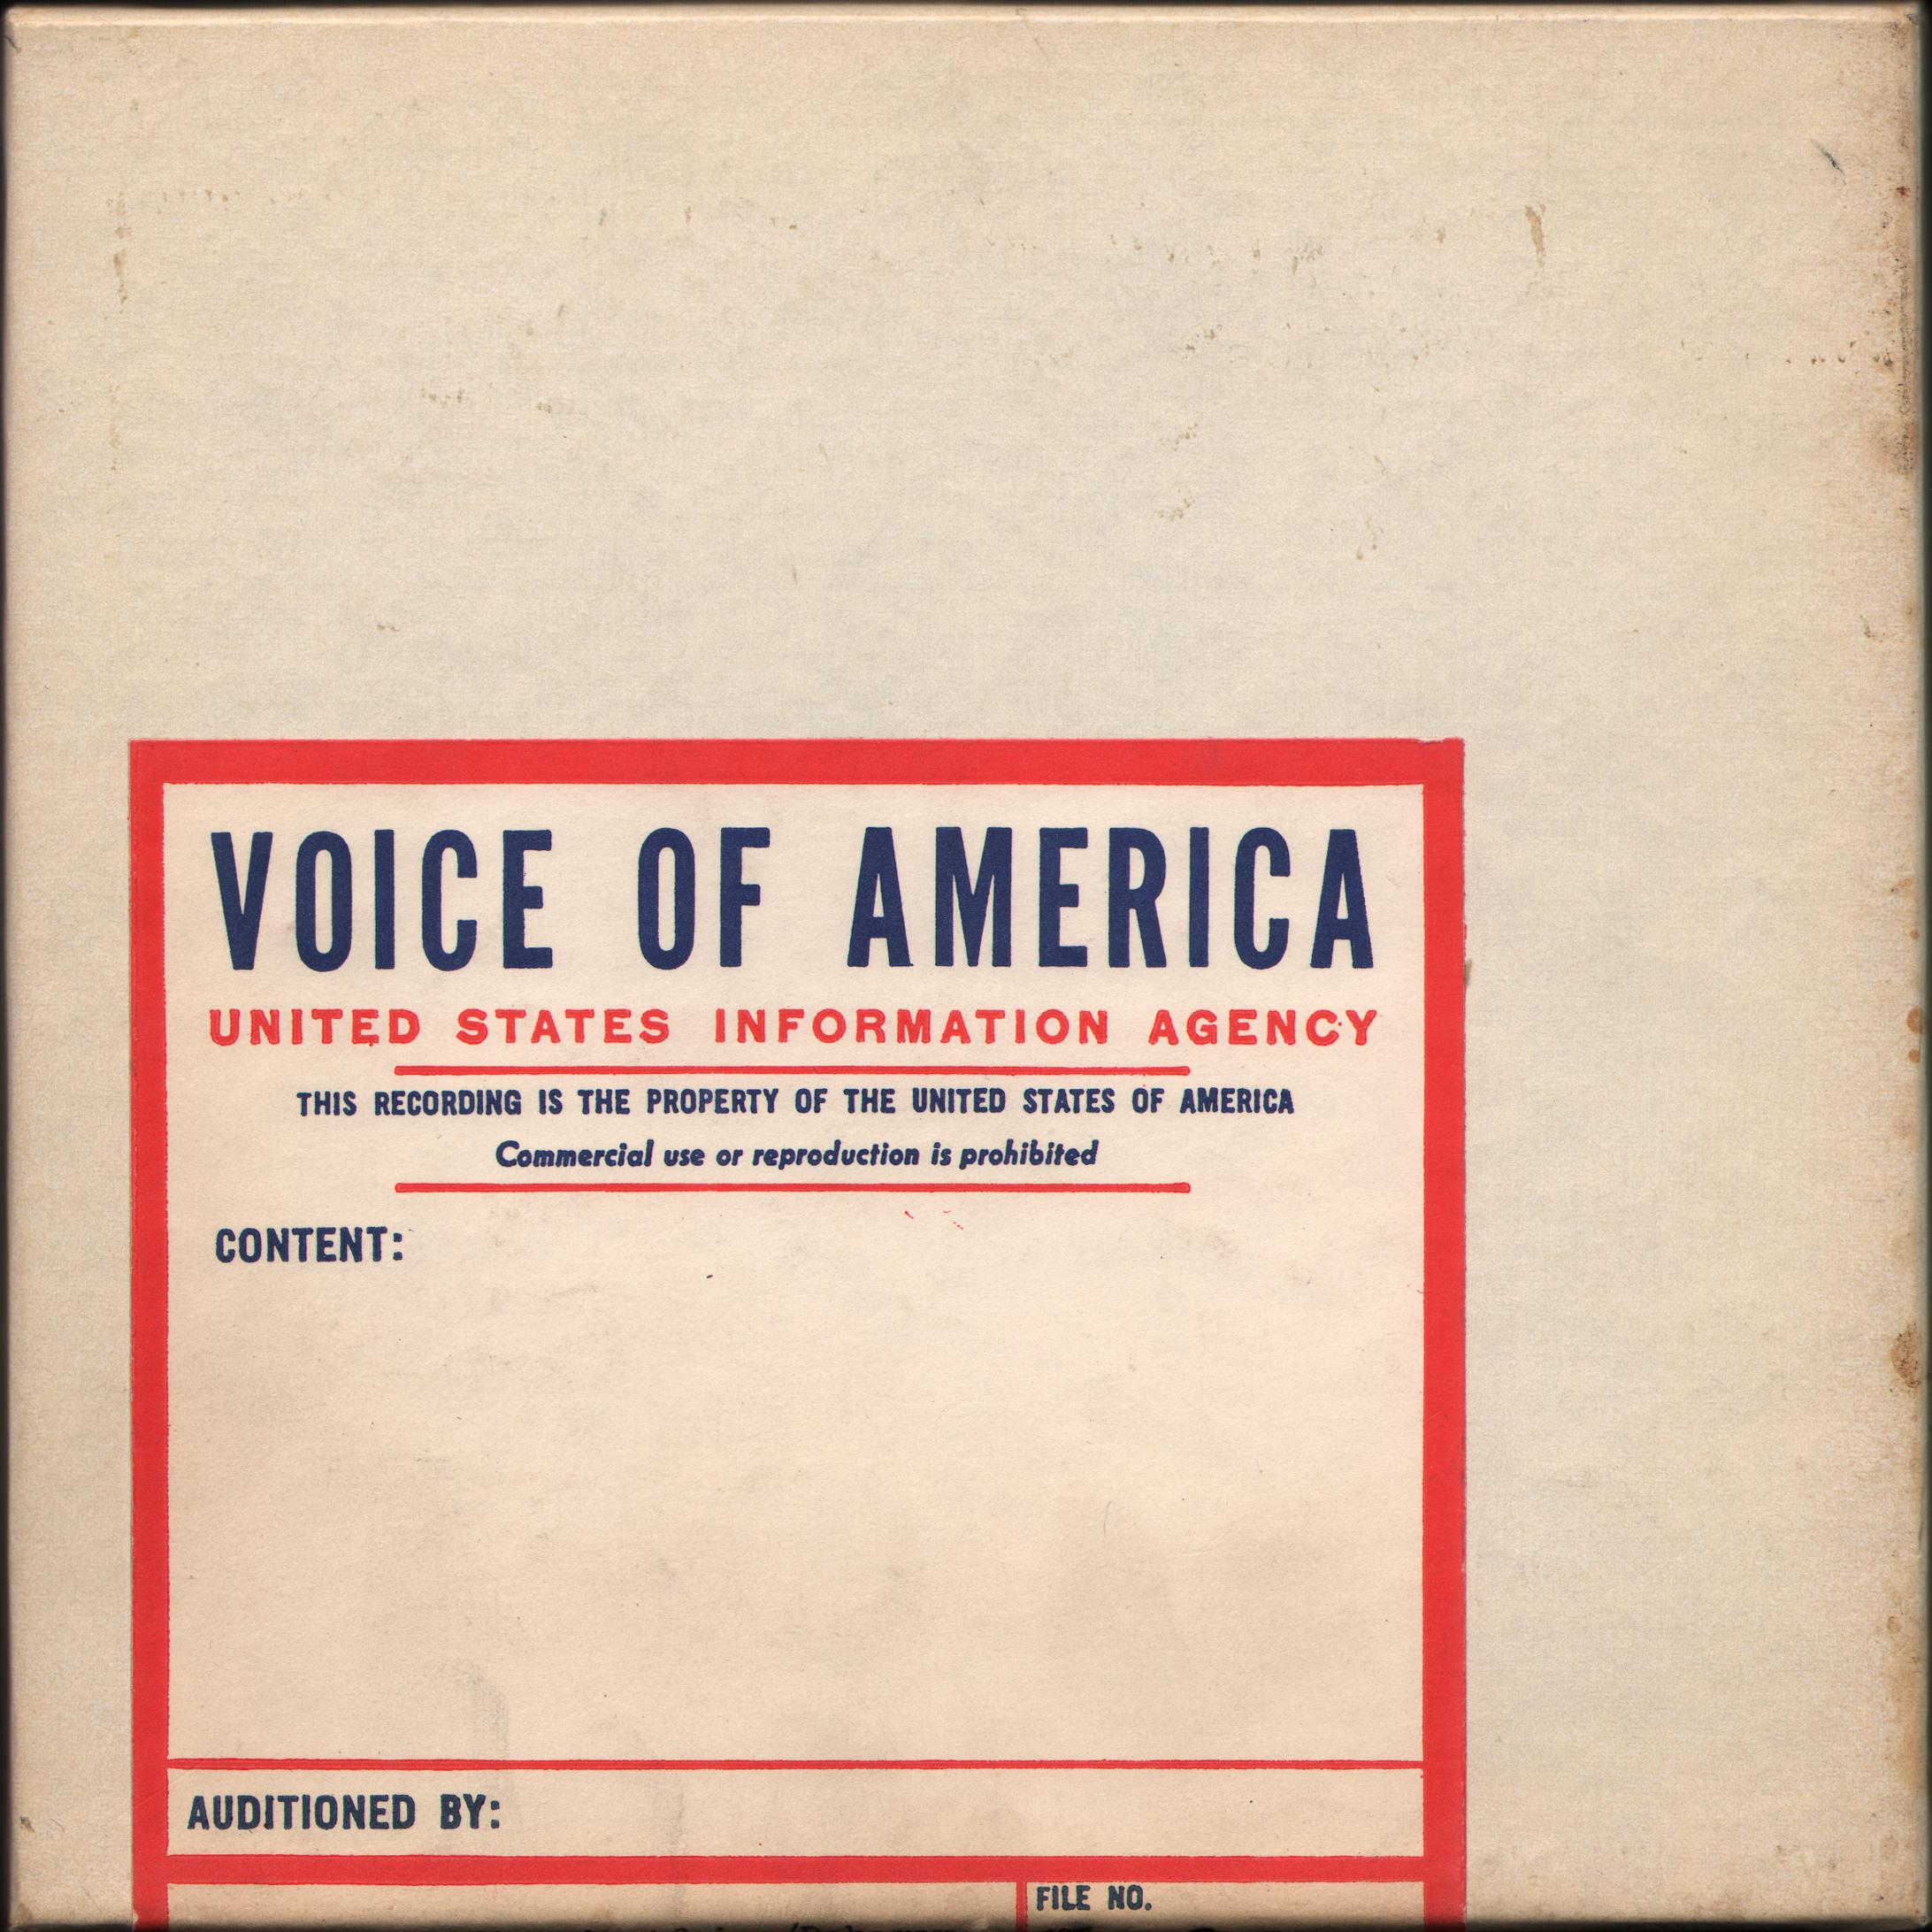 VOICE OF AMERICA
UNITED STATES INFORMATION AGENCY
THIS RECORDING IS THE PROPERTY OF THE UNITED STATES OF AMERICA
Commercial use or reproduction is prohibited
CONTENT:
AUDITIONED BY:
FILE NO.